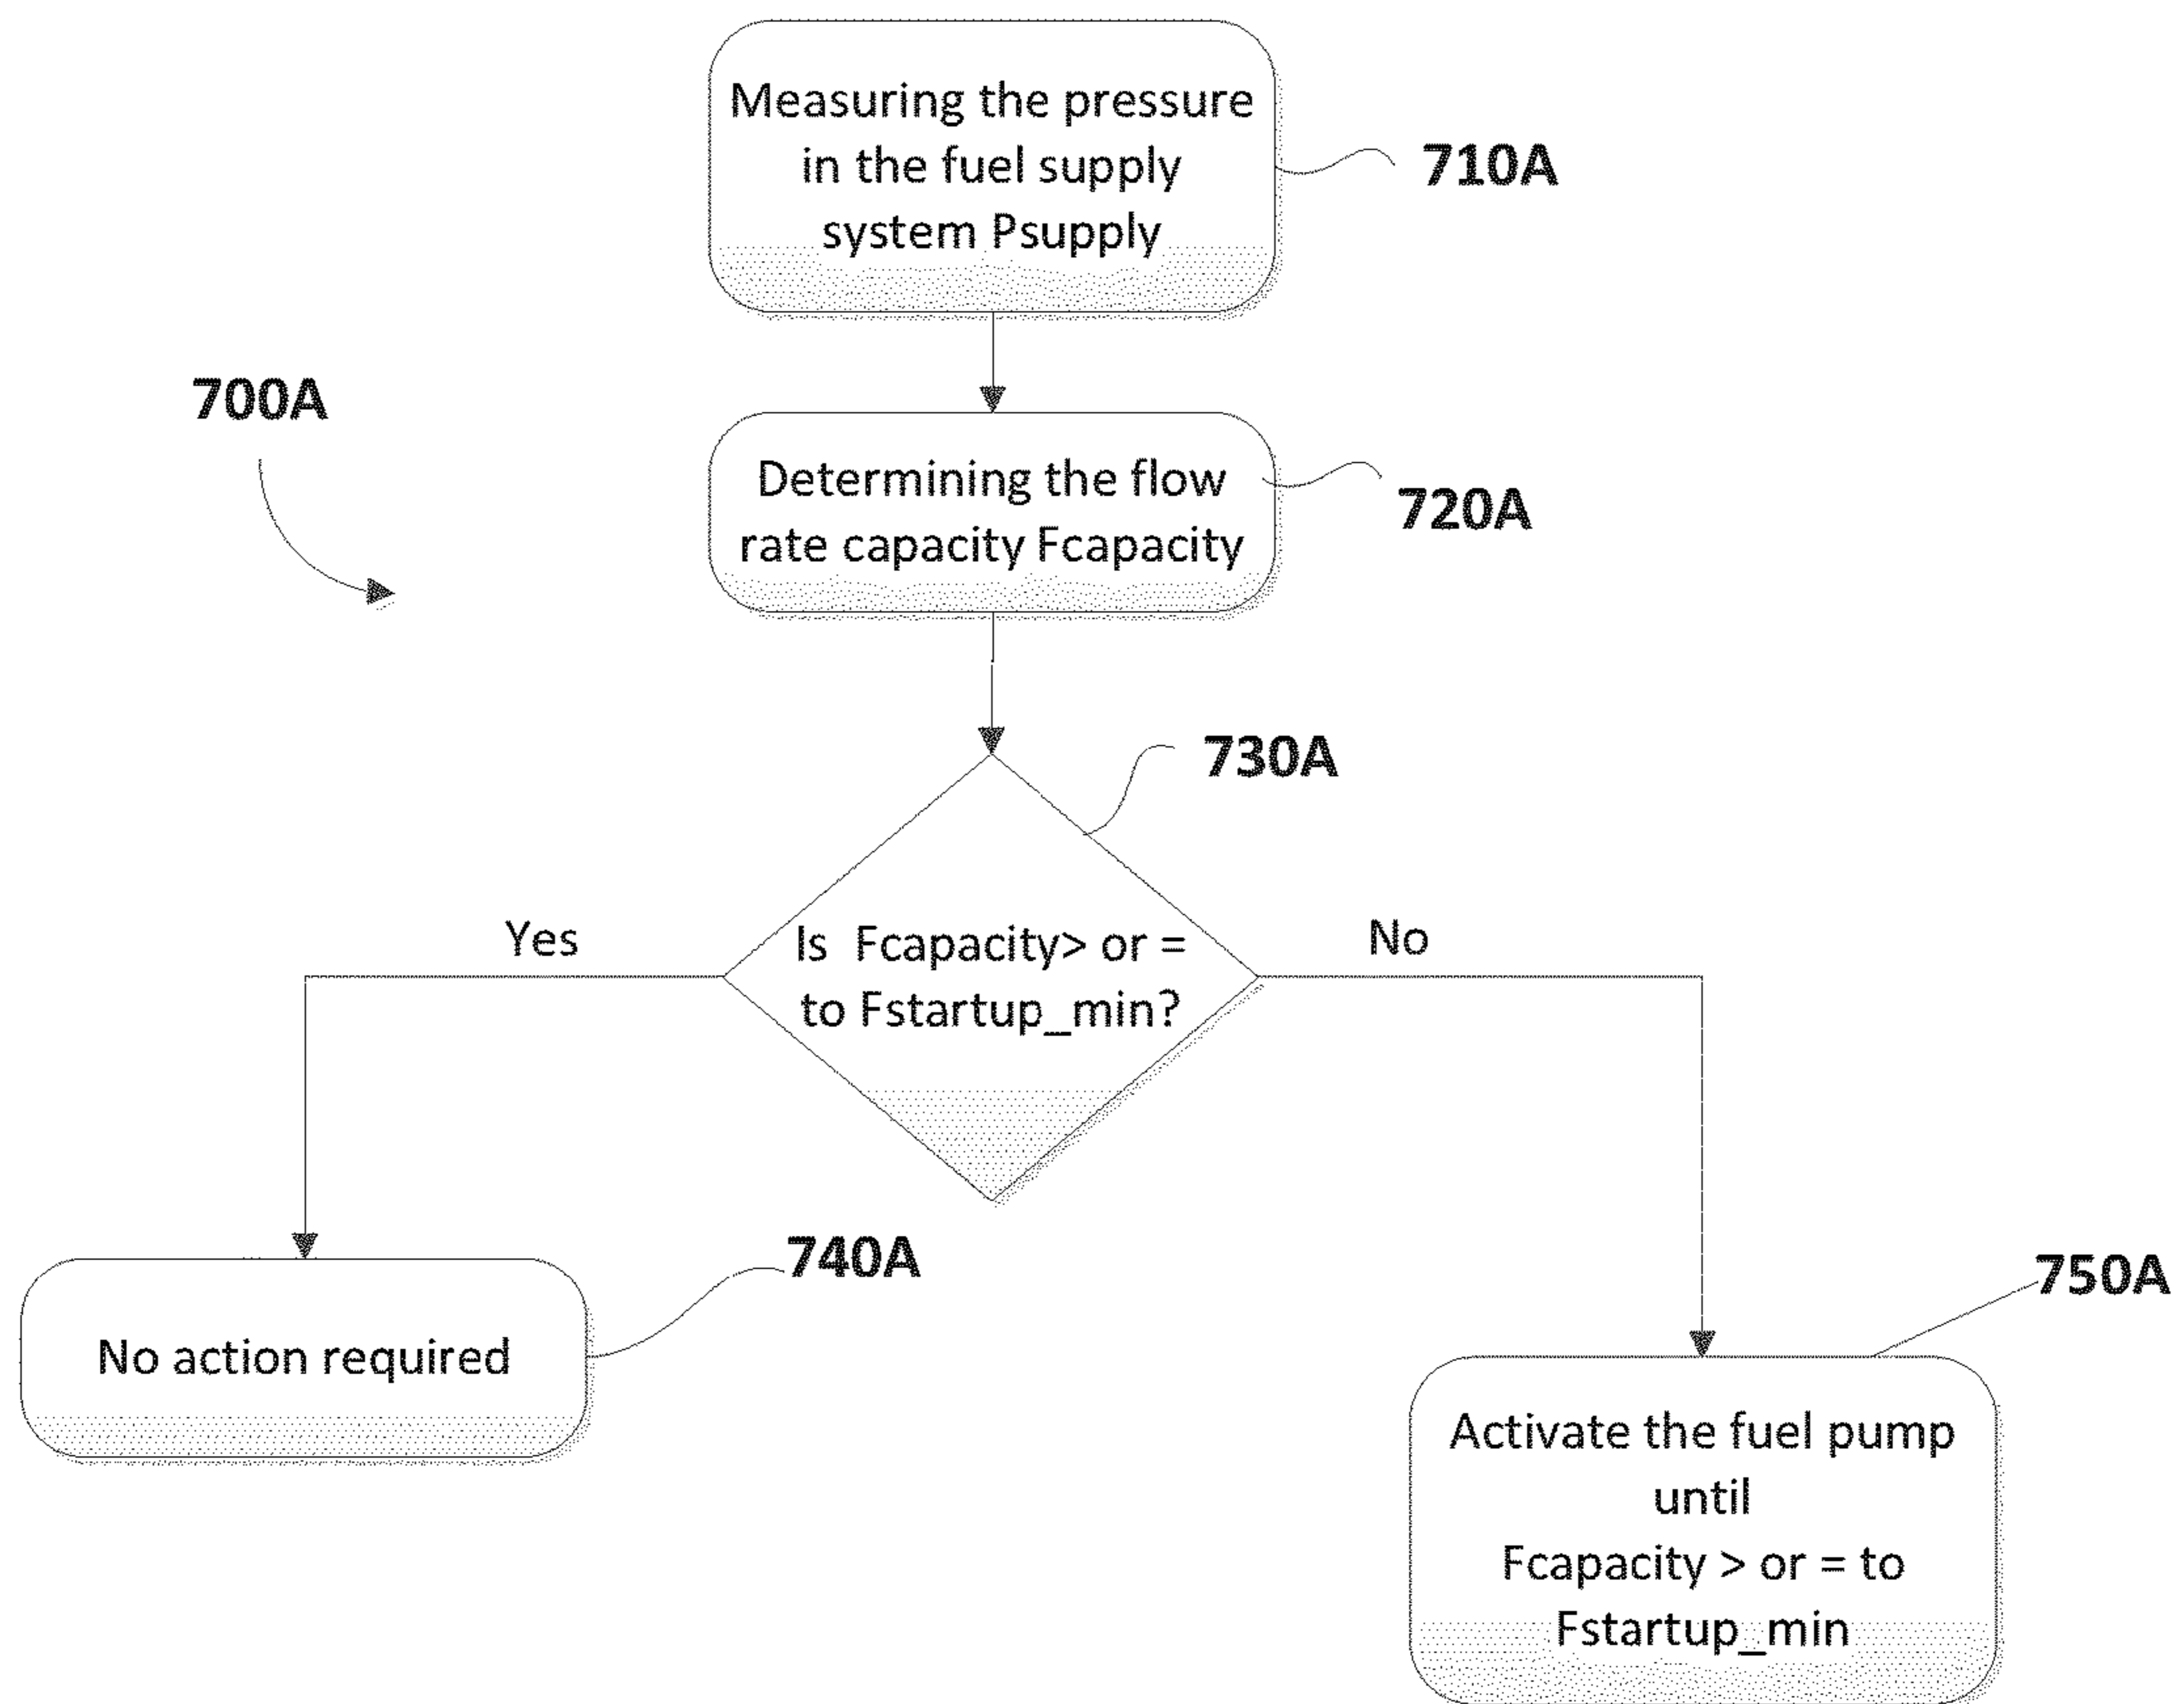 Measuring the pressure
in the fuel supply
system Psupply
710A
700A
Determining the flow
rate capacity Fcapacity
720A
730A
Yes
Is  Fcapacity> or =
to Fstartup_min?
No
740A
No action required
750A
Activate the fuel pump
until
Fcapacity > or = to
Fstartup_min